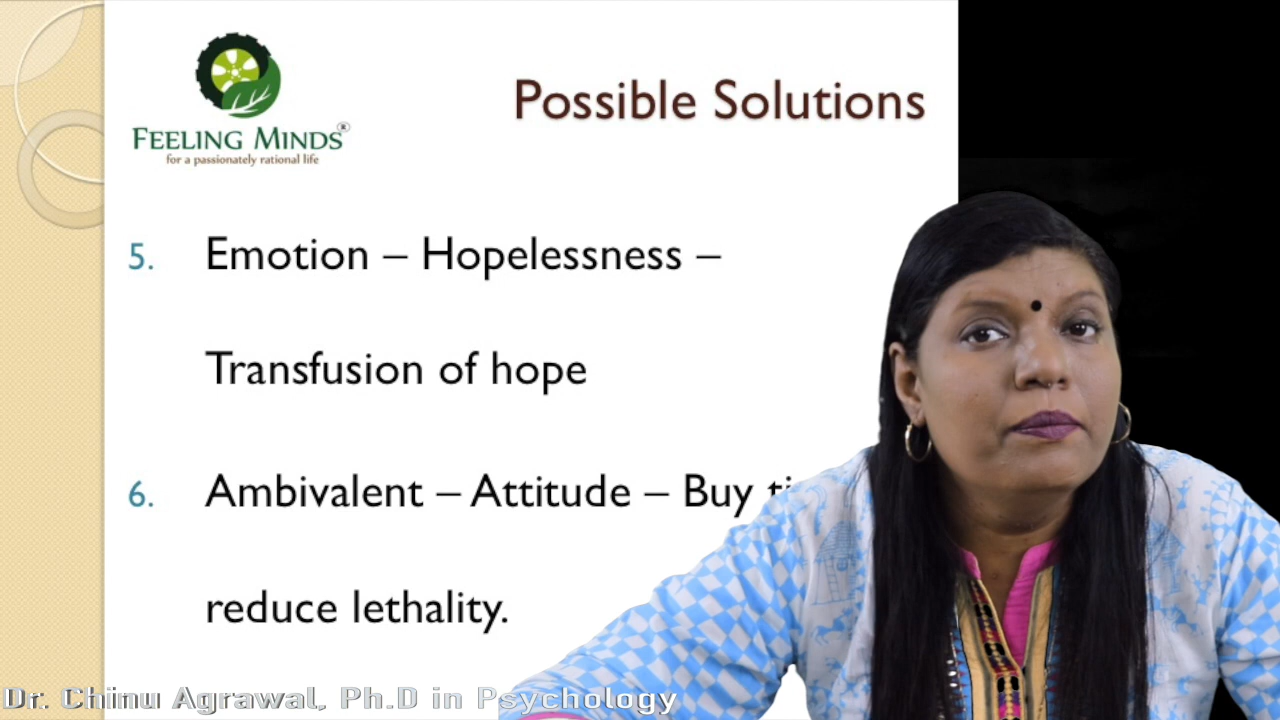 FEELING MINDS®
for a passionately rational life
Possible Solutions
5. Emotion – Hopelessness –
Transfusion of hope
6. Ambivalent – Attitude – Buy
reduce lethality.
Dr. Chinu Agrawal, Ph.D in Psychology